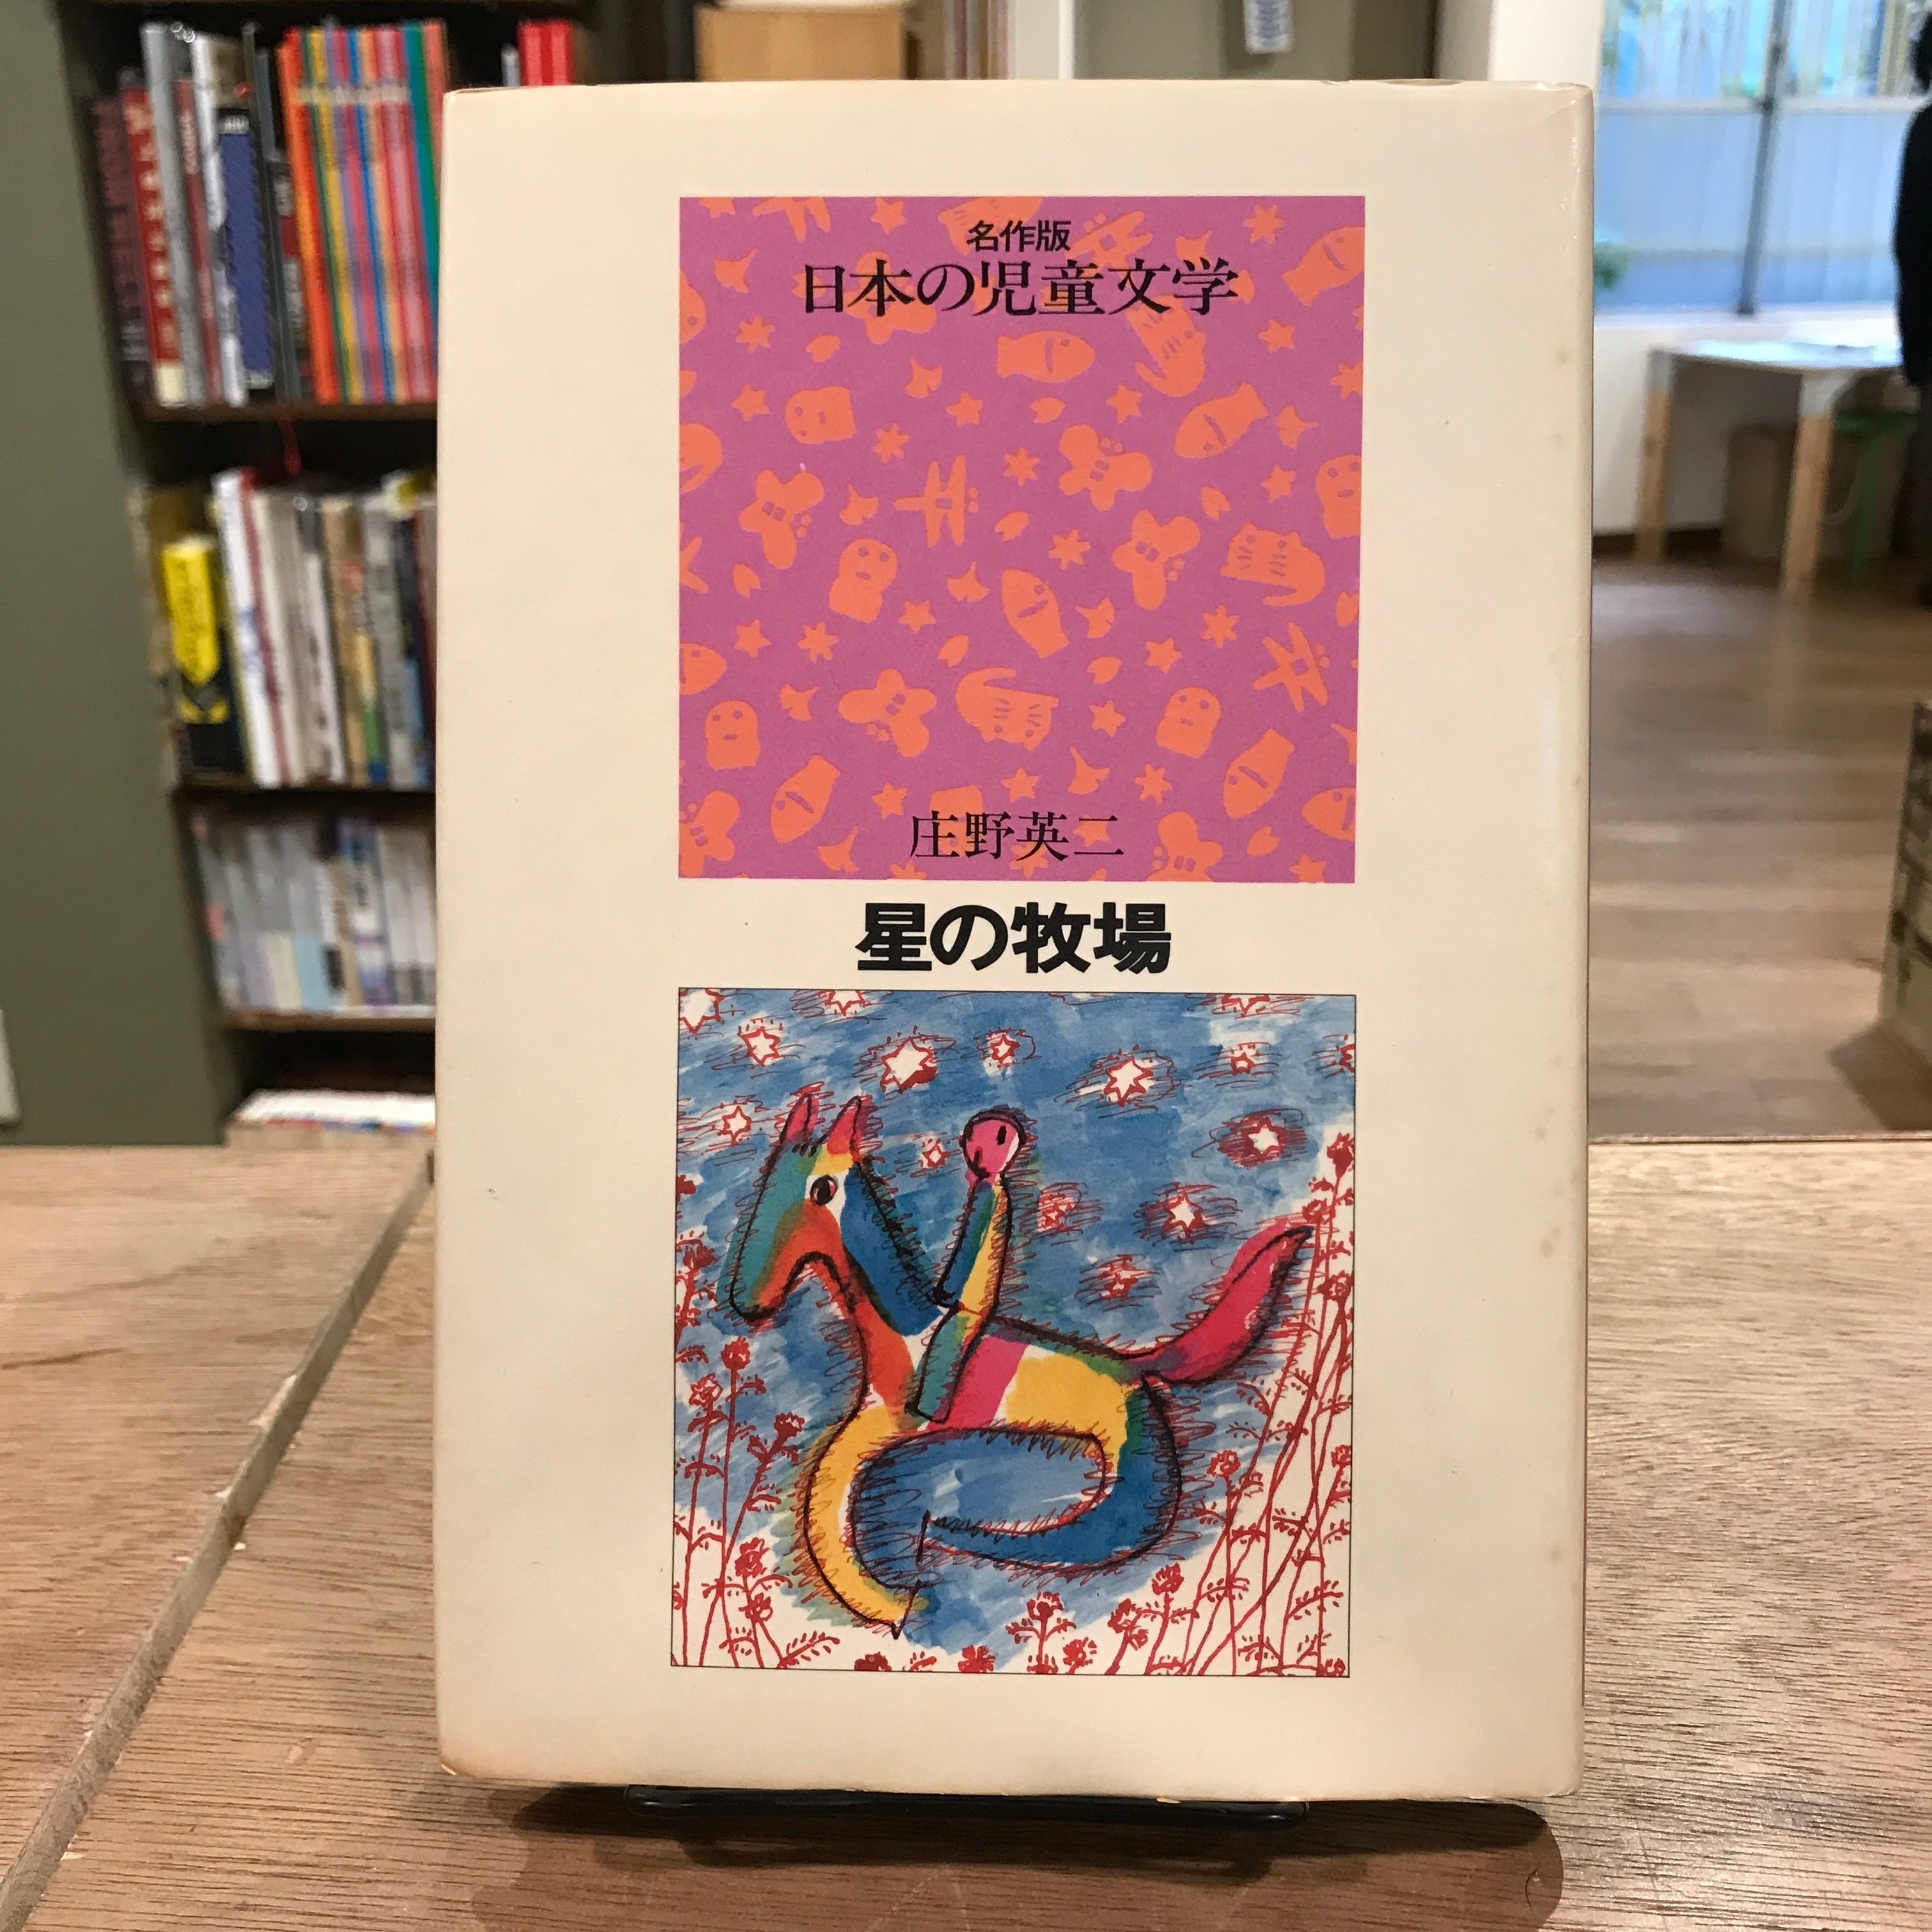 名作版
日本の児童文学
庄野英二
星の牧場